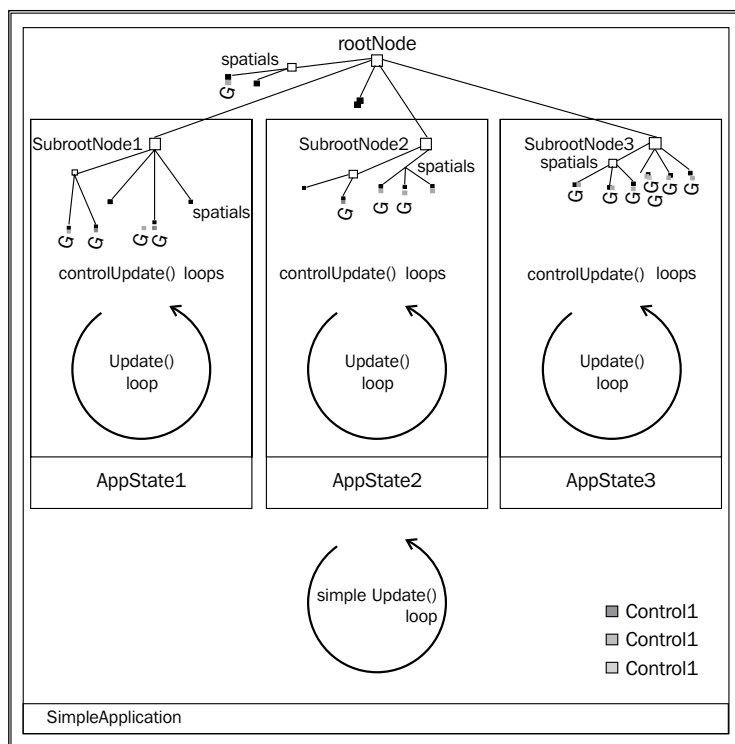 rootNode
spatials
G
SubrootNode1
SubrootNode2
SubrootNode3
spatials
spatials
spatials
G
G
G
G
G
G
G
G
G
G
G
G
G
G
controlUpdate() loops
controlUpdate() loops
controlUpdate() loops
Update()
loop
Update()
loop
Update()
loop
AppState1
AppState2
AppState3
simple Update()
loop
Control1
Control1
Control1
SimpleApplication